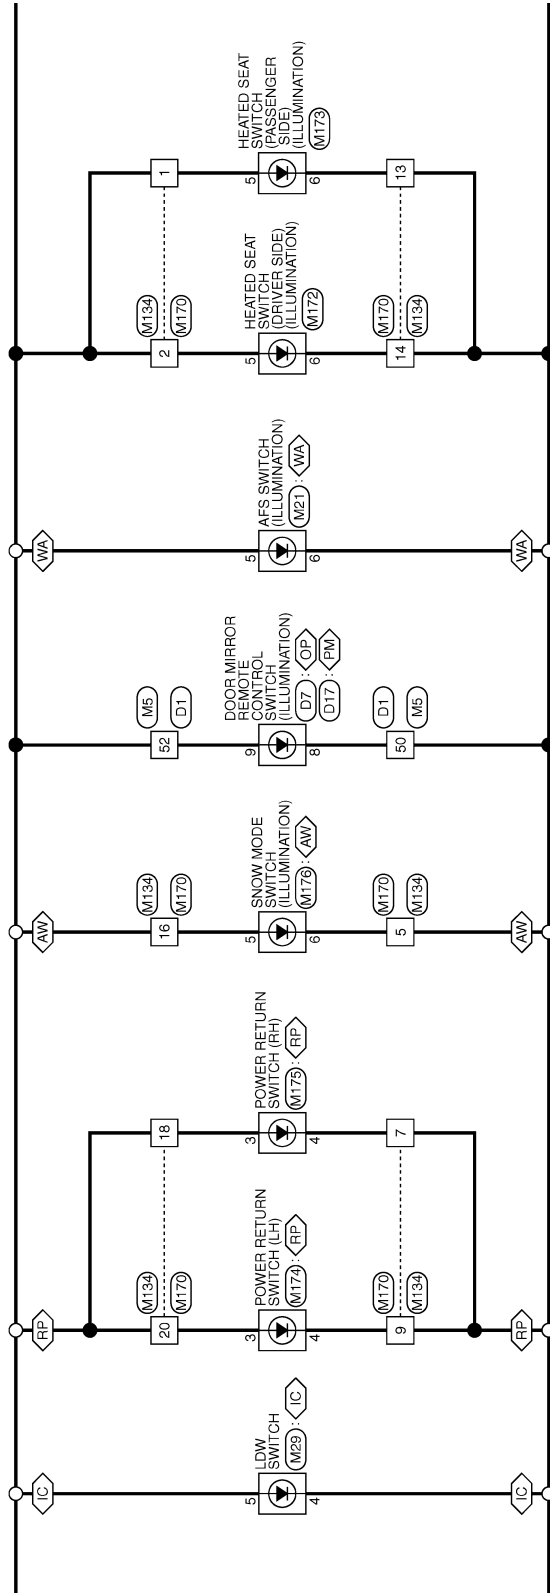 HEATED SEAT
SWITCH
(PASSENGER
SIDE)
(ILLUMINATION)
M173
1
5
6
13
HEATED SEAT
SWITCH
(DRIVER SIDE)
(ILLUMINATION)
M172
M134
M170
2
5
6
14
M170
M134
AFS SWITCH
(ILLUMINATION)
M21 : WA
WA
5
6
WA
DOOR MIRROR
REMOTE
CONTROL
SWITCH
(ILLUMINATION)
D7 : OP
D17 : PM
M5
D1
52
9
8
50
D1
M5
SNOW MODE
SWITCH
(ILLUMINATION)
M176 : AW
AW
M134
M170
16
5
6
5
M170
M134
AW
POWER RETURN
SWITCH (RH)
M175 : RP
18
3
4
7
POWER RETURN
SWITCH (LH)
M174 : RP
RP
M134
M170
20
3
4
9
M170
M134
RP
LDW
SWITCH
M29 : IC
IC
5
4
IC